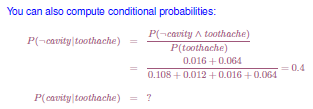 You can also compute conditional probabilities:
P(¬cavity|toothache) = P(¬cavity ∧ toothache) / P(toothache)
= 0.016 + 0.064 / 0.108 + 0.012 + 0.016 + 0.064 = 0.4
P(cavity|toothache) = ?